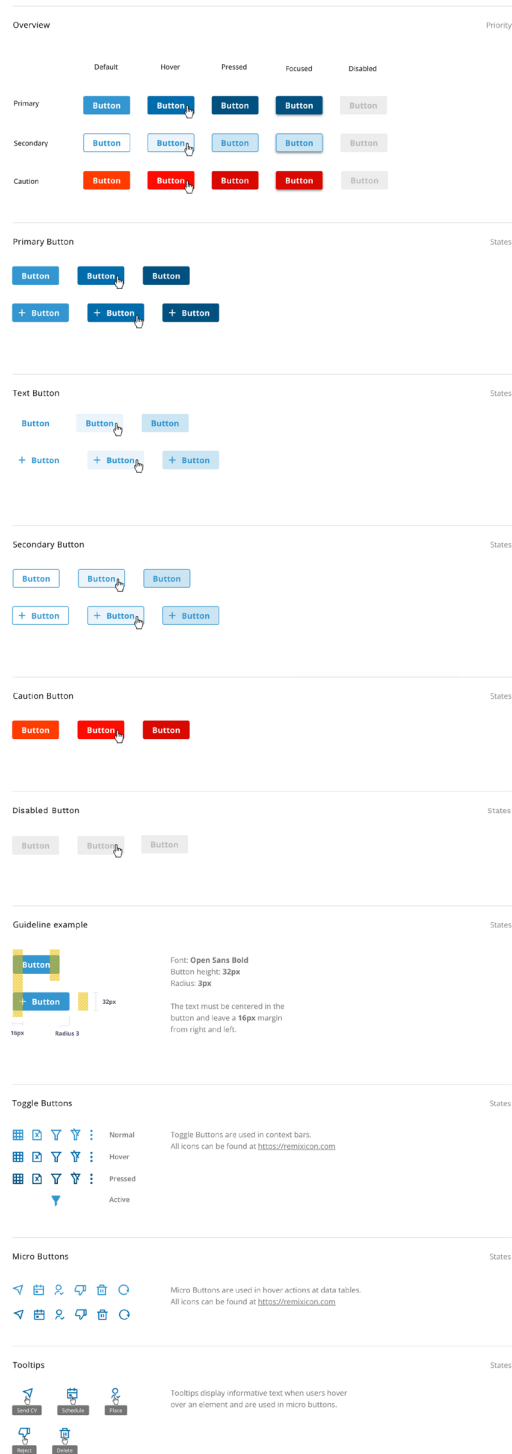 Overview Priority
Default Hover Pressed Focused Disabled
Primary Button Button Button Button Button
Secondary Button Button Button Button Button
Caution Button Button Button Button Button
Primary Button States
Button Button Button
+ Button + Button + Button
Text Button States
Button Button Button
+ Button + Button + Button
Secondary Button States
Button Button Button
+ Button + Button + Button
Caution Button States
Button Button Button
Disabled Button States
Button Button Button
Guideline example States
Button
+ Button
32px
16px Radius 3
Font: Open Sans Bold
Button height: 32px
Radius: 3px
The text must be centered in the
button and leave a 16px margin
from right and left.
Toggle Buttons States
Normal
Hover
Pressed
Active
Toggle Buttons are used in context bars.
All icons can be found at https://remixicon.com
Micro Buttons States
Micro Buttons are used in hover actions at data tables.
All icons can be found at https://remixicon.com
Tooltips States
Send CV Schedule Place
Reject Delete
Tooltips display informative text when users hover
over an element and are used in micro buttons.